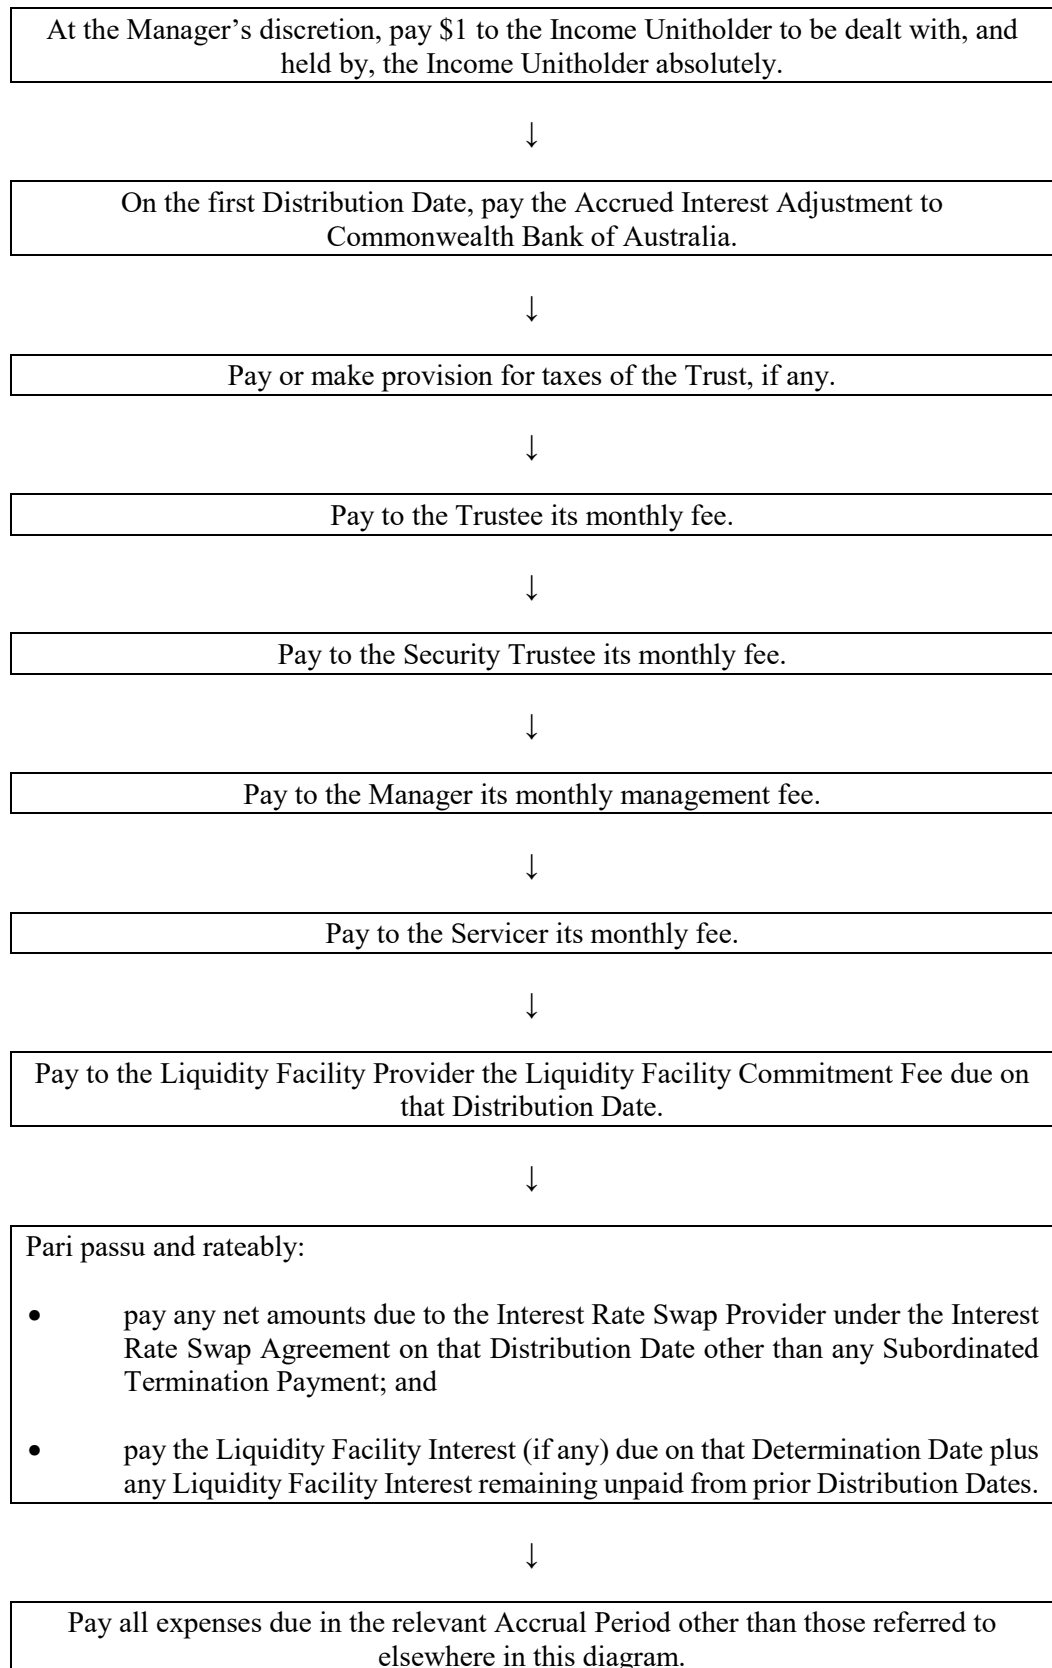 At the Manager’s discretion, pay $1 to the Income Unitholder to be dealt with, and
held by, the Income Unitholder absolutely.
↓
On the first Distribution Date, pay the Accrued Interest Adjustment to
Commonwealth Bank of Australia.
↓
Pay or make provision for taxes of the Trust, if any.
↓
Pay to the Trustee its monthly fee.
↓
Pay to the Security Trustee its monthly fee.
↓
Pay to the Manager its monthly management fee.
↓
Pay to the Servicer its monthly fee.
↓
Pay to the Liquidity Facility Provider the Liquidity Facility Commitment Fee due on
that Distribution Date.
↓
Pari passu and rateably:
• pay any net amounts due to the Interest Rate Swap Provider under the Interest
Rate Swap Agreement on that Distribution Date other than any Subordinated
Termination Payment; and
• pay the Liquidity Facility Interest (if any) due on that Determination Date plus
any Liquidity Facility Interest remaining unpaid from prior Distribution Dates.
↓
Pay all expenses due in the relevant Accrual Period other than those referred to
elsewhere in this diagram.